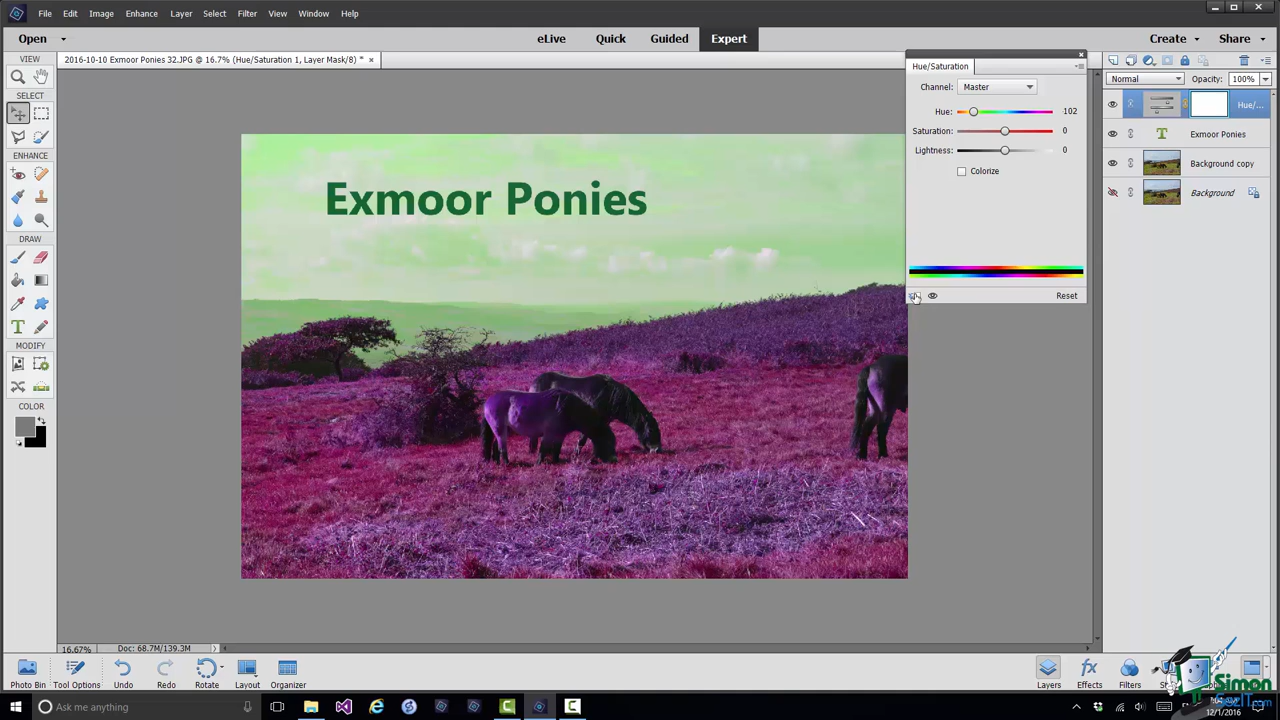 File Edit Image Enhance Layer Select Filter View Window Help
Open eLive Quick Guided Expert Create Share
2016-10-10 Exmoor Ponies 32.JPG @ 16.7% (Hue/Saturation 1, Layer Mask/8) * ×
VIEW
SELECT
ENHANCE
DRAW
MODIFY
COLOR
Exmoor Ponies
Hue/Saturation
Channel: Master
Hue: -102
Saturation: 0
Lightness: 0
Colorize
Reset
Normal Opacity: 100%
Hue/...
Exmoor Ponies
Background copy
Background
16.67% Doc: 68.7M/139.3M
Photo Bin Tool Options Undo Redo Rotate Layout Organizer Layers Effects Filters
Simon
SezIT.com
Ask me anything
12/1/2016